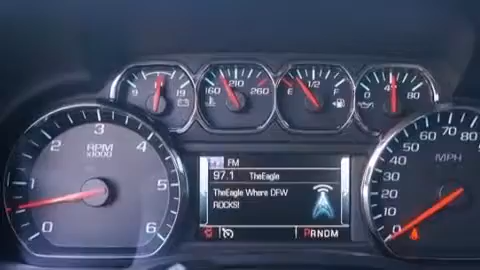 9 19
160 210 260
E 1/2 F
0 40 80
0 1 2 3 4 5 6
RPM
x1000
FM
97.1 TheEagle
TheEagle Where DFW
ROCKS!
PRNDM
0 10 20 30 40 50 60 70 80
MPH